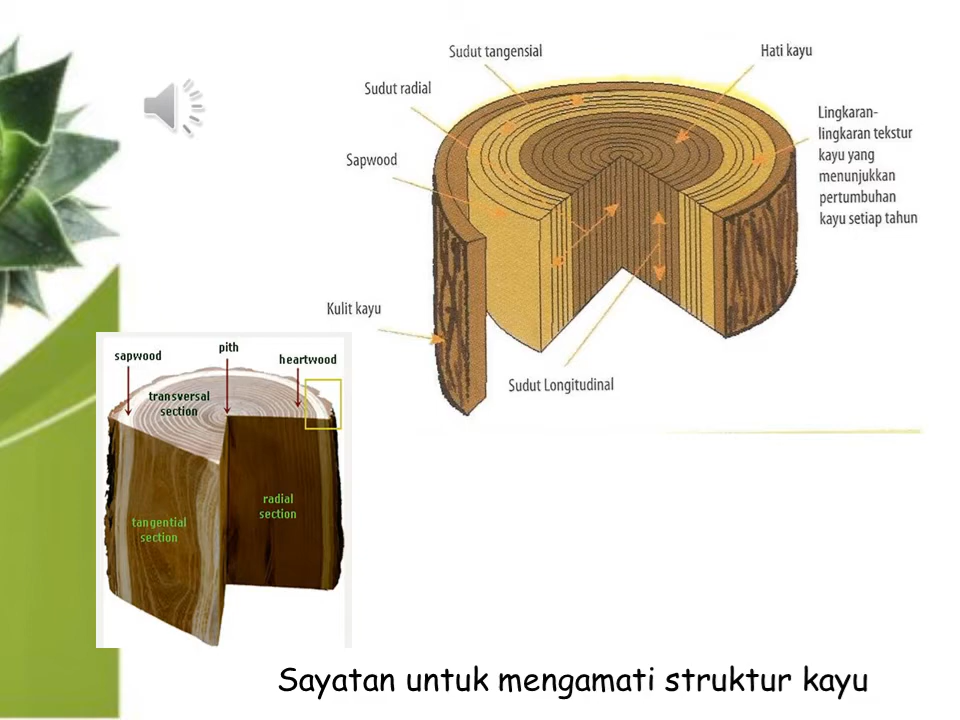 Sudut tangensial
Hati kayu
Sudut radial
Lingkaran-
lingkaran tekstur
kayu yang
menunjukkan
pertumbuhan
kayu setiap tahun
Sapwood
Kulit kayu
Sudut Longitudinal
sapwood
pith
heartwood
transversal
section
radial
section
tangential
section
Sayatan untuk mengamati struktur kayu